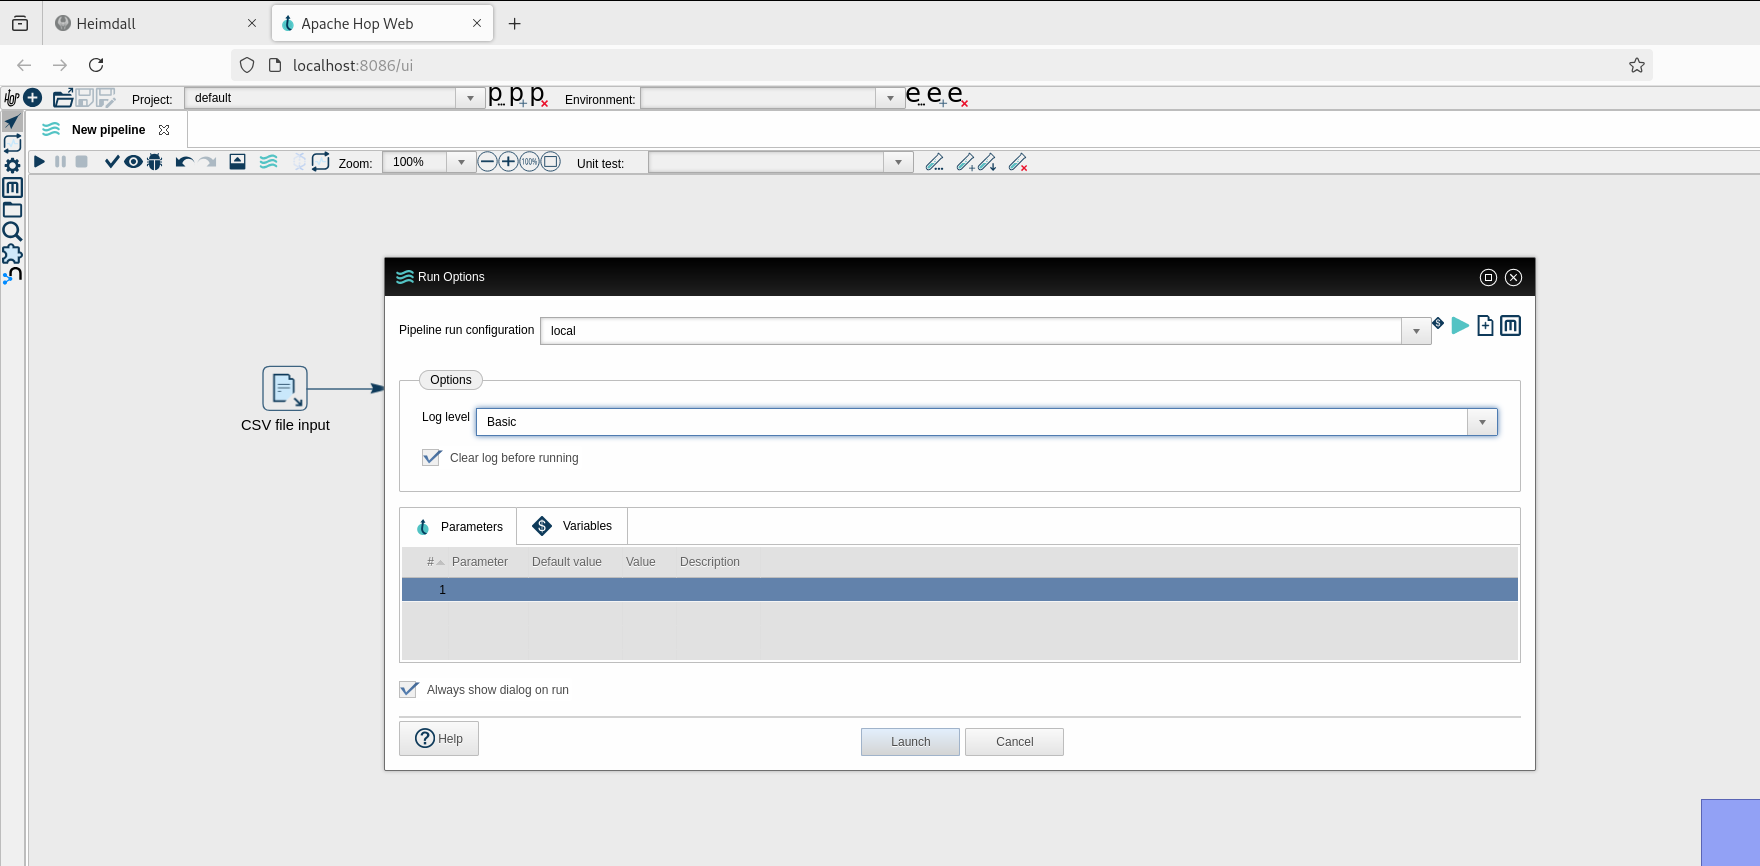 Heimdall
Apache Hop Web
localhost:8086/ui
hop
Project:
default
p p p
Environment:
e e e
New pipeline
Zoom:
100%
100%
Unit test:
Run Options
Pipeline run configuration
local
CSV file input
Options
Log level
Basic
Clear log before running
Parameters
Variables
# Parameter Default value Value Description
1
Always show dialog on run
Help
Launch
Cancel